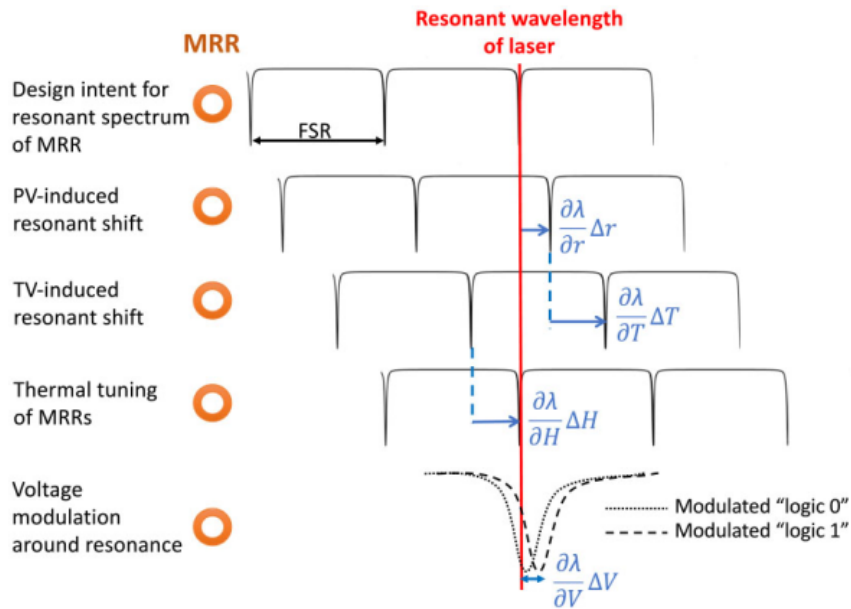 Resonant wavelength
of laser
MRR
Design intent for
resonant spectrum
of MRR
FSR
PV-induced
resonant shift
∂λ/∂r Δr
TV-induced
resonant shift
∂λ/∂T ΔT
Thermal tuning
of MRRs
∂λ/∂H ΔH
Voltage
modulation
around resonance
Modulated “logic 0”
Modulated “logic 1”
∂λ/∂V ΔV